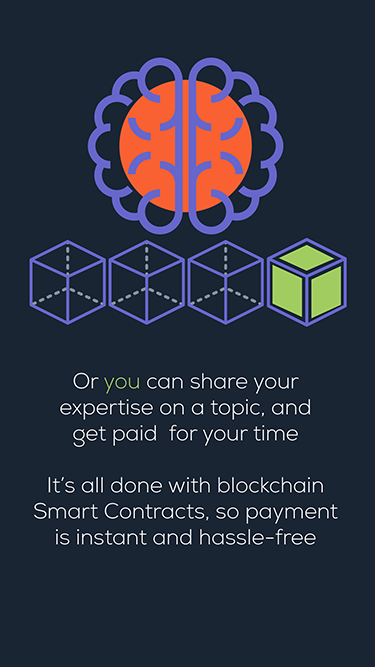 Or you can share your
expertise on a topic, and
get paid  for your time
It's all done with blockchain
Smart Contracts, so payment
is instant and hassle-free